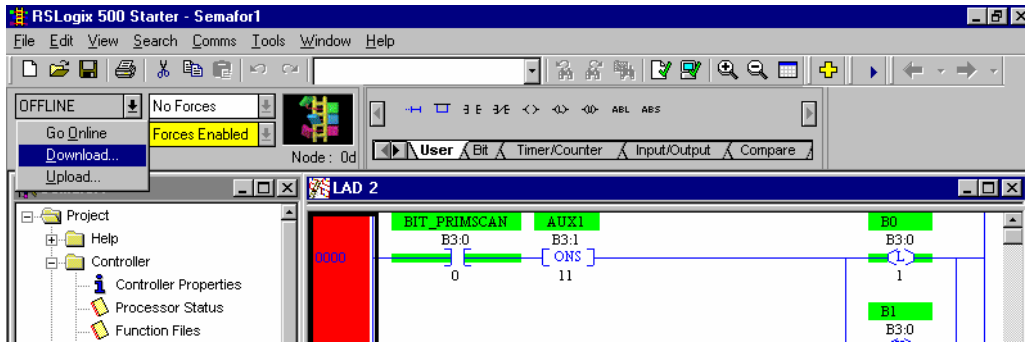 RSLogix 500 Starter - Semafor1
File Edit View Search Comms Tools Window Help
OFFLINE No Forces
Go Online Forces Enabled
Download...
Upload...
Node: 0d
ABL ABS
User Bit Timer/Counter Input/Output Compare
LAD 2
Project
Help
Controller
Controller Properties
Processor Status
Function Files
0000
BIT_PRIMSCAN AUX1 B0
B3:0 B3:1 B3:0
ONS L
0 11 1
B1
B3:0